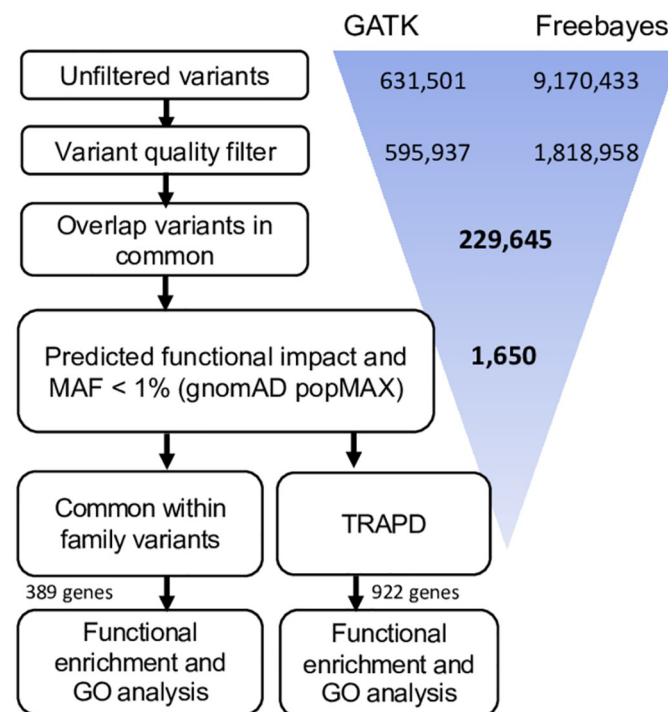 GATK Freebayes
Unfiltered variants 631,501 9,170,433
Variant quality filter 595,937 1,818,958
Overlap variants in
common
229,645
Predicted functional impact and
MAF < 1% (gnomAD popMAX)
1,650
Common within
family variants
TRAPD
389 genes 922 genes
Functional
enrichment and
GO analysis
Functional
enrichment and
GO analysis